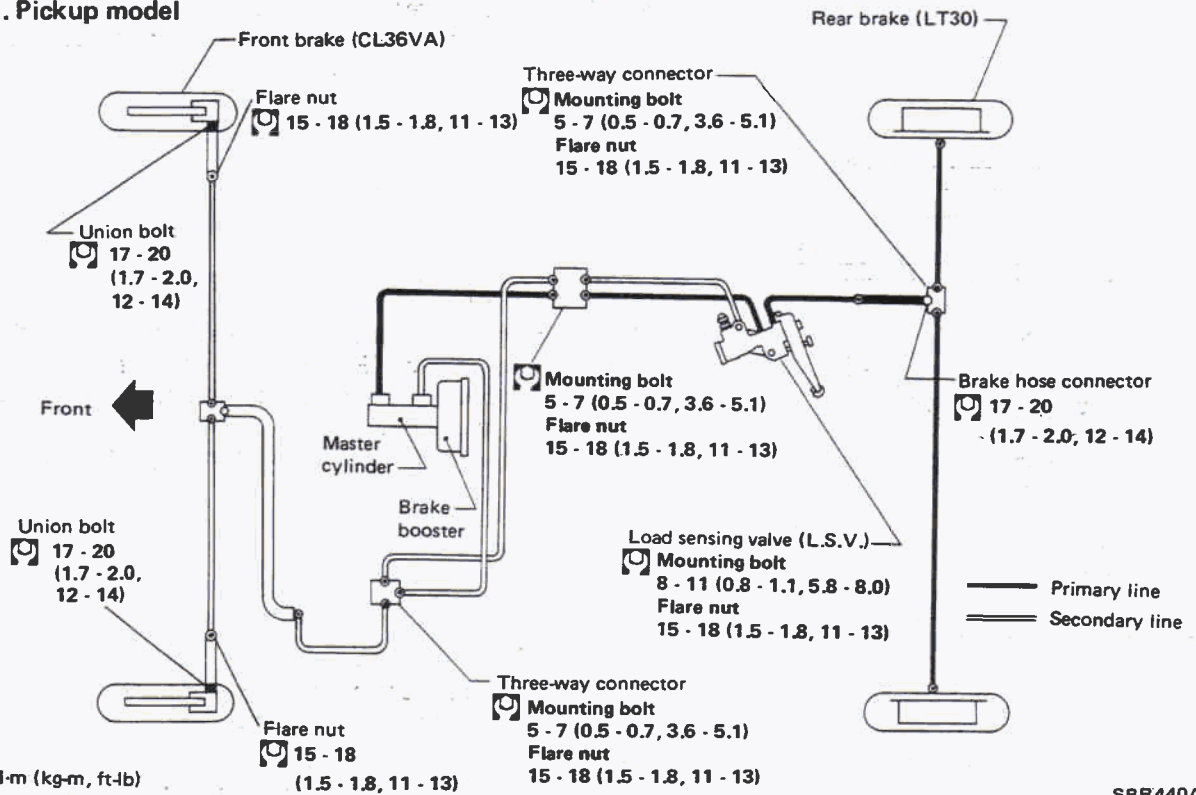 . Pickup model
Front brake (CL36VA)
Flare nut
15 - 18 (1.5 - 1.8, 11 - 13)
Three-way connector
Mounting bolt
5 - 7 (0.5 - 0.7, 3.6 - 5.1)
Flare nut
15 - 18 (1.5 - 1.8, 11 - 13)
Rear brake (LT30)
Union bolt
17 - 20
(1.7 - 2.0,
12 - 14)
Front
Master
cylinder
Brake
booster
Mounting bolt
5 - 7 (0.5 - 0.7, 3.6 - 5.1)
Flare nut
15 - 18 (1.5 - 1.8, 11 - 13)
Brake hose connector
17 - 20
(1.7 - 2.0, 12 - 14)
Union bolt
17 - 20
(1.7 - 2.0,
12 - 14)
Load sensing valve (L.S.V.)
Mounting bolt
8 - 11 (0.8 - 1.1, 5.8 - 8.0)
Flare nut
15 - 18 (1.5 - 1.8, 11 - 13)
Primary line
Secondary line
Three-way connector
Mounting bolt
5 - 7 (0.5 - 0.7, 3.6 - 5.1)
Flare nut
15 - 18 (1.5 - 1.8, 11 - 13)
Flare nut
15 - 18
(1.5 - 1.8, 11 - 13)
(kg-m, ft-lb)